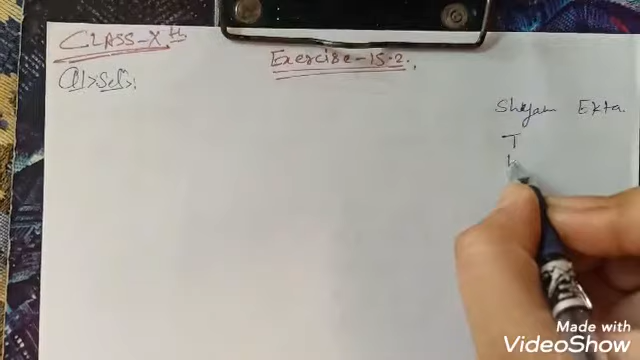 CLASS-Xth
Exercise-15.2.
Q1>Sol>:
Shyam Ekta.
T
Made with
VideoShow